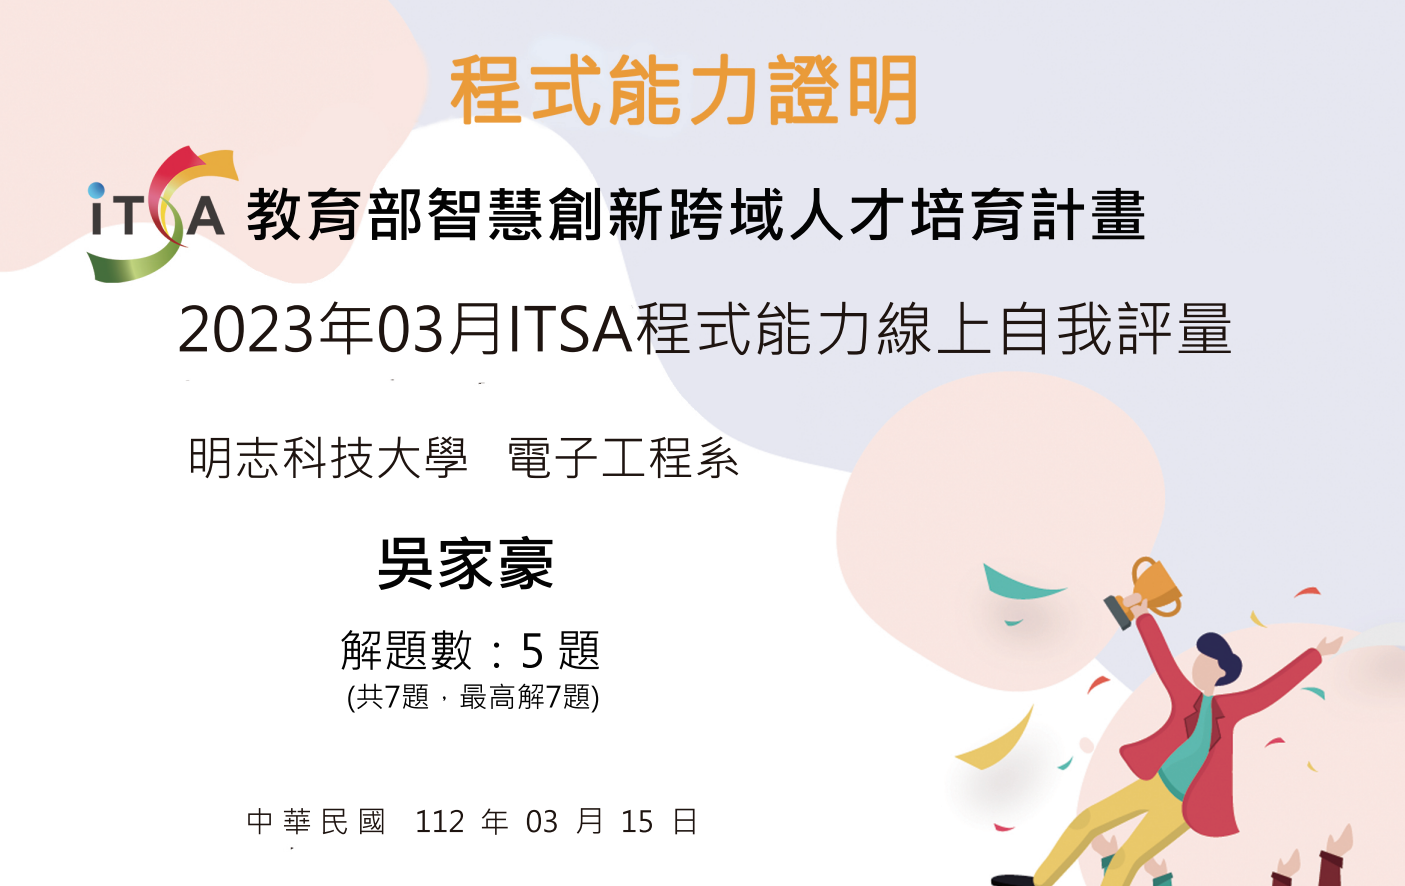 程式能力證明
iTSA 教育部智慧創新跨域人才培育計畫
2023年03月ITSA程式能力線上自我評量
明志科技大學 電子工程系
吳家豪
解題數：5 題
(共7題，最高解7題)
中華民國 112 年 03 月 15 日